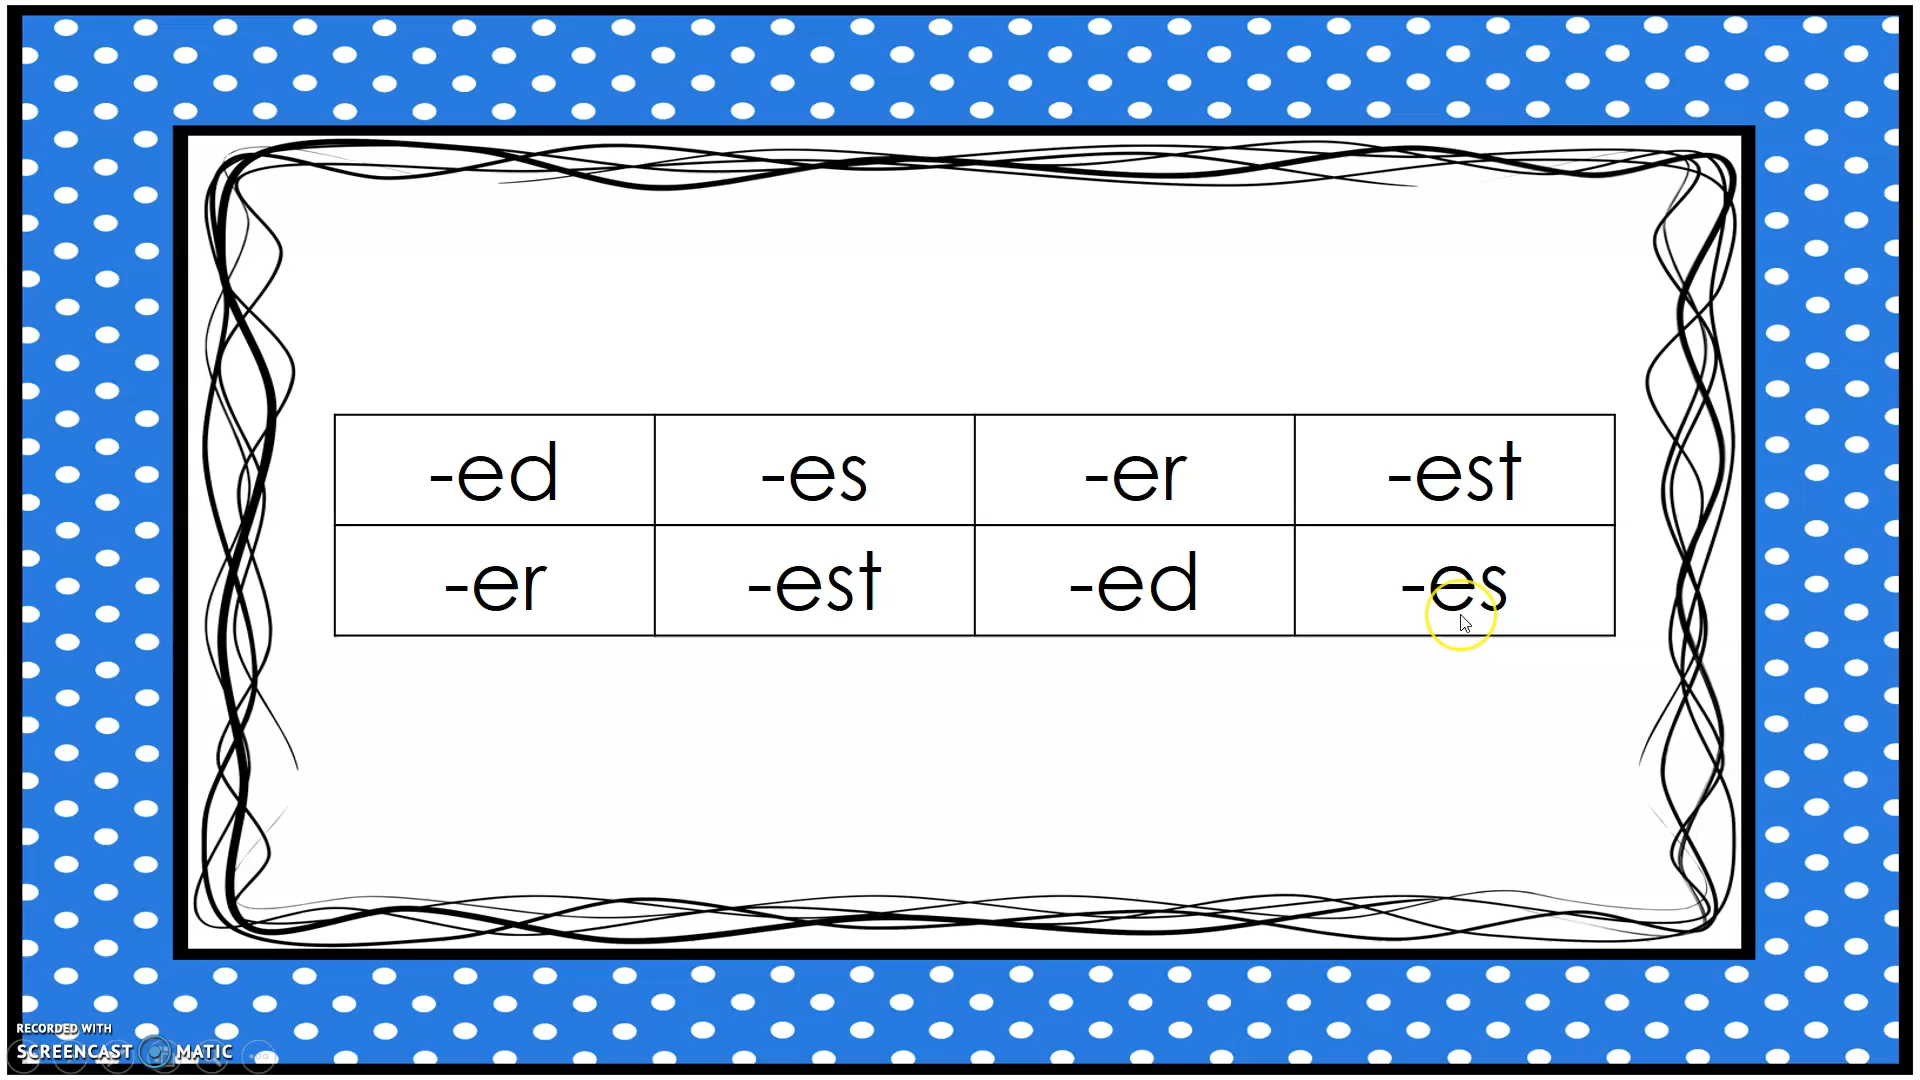 -ed -es -er -est
-er -est -ed -es
RECORDED WITH
SCREENCAST MATIC